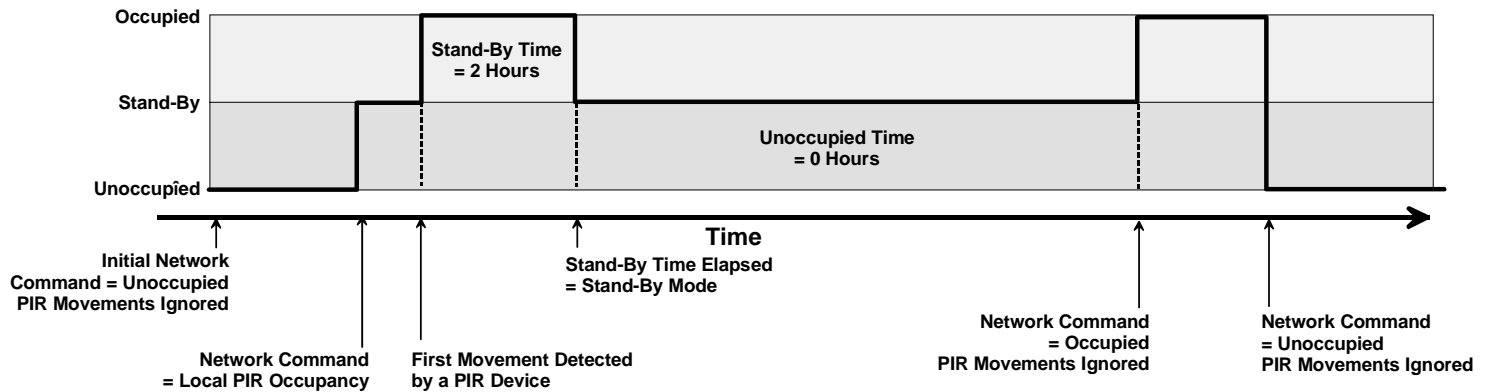 Occupied
Stand-By Time
= 2 Hours
Stand-By
Unoccupied Time
= 0 Hours
Unoccupied
Time
Initial Network
Command = Unoccupied
PIR Movements Ignored
Stand-By Time Elapsed
= Stand-By Mode
Network Command
= Local PIR Occupancy
First Movement Detected
by a PIR Device
Network Command
= Occupied
PIR Movements Ignored
Network Command
= Unoccupied
PIR Movements Ignored